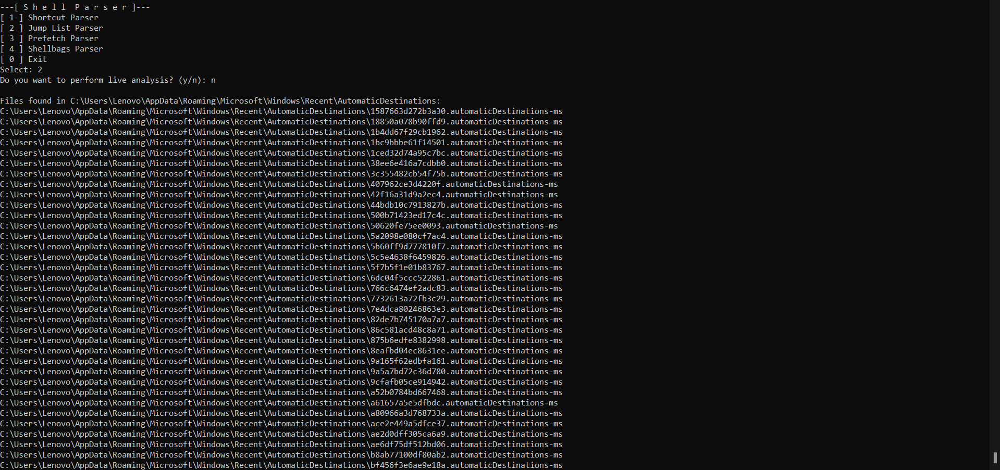 ---[ S h e l l  P a r s e r ]---
[ 1 ] Shortcut Parser
[ 2 ] Jump List Parser
[ 3 ] Prefetch Parser
[ 4 ] Shellbags Parser
[ 0 ] Exit
Select: 2
Do you want to perform live analysis? (y/n): n
Files found in C:\Users\Lenovo\AppData\Roaming\Microsoft\Windows\Recent\AutomaticDestinations:
C:\Users\Lenovo\AppData\Roaming\Microsoft\Windows\Recent\AutomaticDestinations\1587663d272b3a30.automaticDestinations-ms
C:\Users\Lenovo\AppData\Roaming\Microsoft\Windows\Recent\AutomaticDestinations\18850a078b90ffd9.automaticDestinations-ms
C:\Users\Lenovo\AppData\Roaming\Microsoft\Windows\Recent\AutomaticDestinations\1b4dd67f29cb1962.automaticDestinations-ms
C:\Users\Lenovo\AppData\Roaming\Microsoft\Windows\Recent\AutomaticDestinations\1bc9bbbe61f14501.automaticDestinations-ms
C:\Users\Lenovo\AppData\Roaming\Microsoft\Windows\Recent\AutomaticDestinations\1ced32d74a95c7bc.automaticDestinations-ms
C:\Users\Lenovo\AppData\Roaming\Microsoft\Windows\Recent\AutomaticDestinations\38ee6e416a7cdbb0.automaticDestinations-ms
C:\Users\Lenovo\AppData\Roaming\Microsoft\Windows\Recent\AutomaticDestinations\3c355482cb54f75b.automaticDestinations-ms
C:\Users\Lenovo\AppData\Roaming\Microsoft\Windows\Recent\AutomaticDestinations\407962ce3d4220f.automaticDestinations-ms
C:\Users\Lenovo\AppData\Roaming\Microsoft\Windows\Recent\AutomaticDestinations\42f16a31d9a2ec4.automaticDestinations-ms
C:\Users\Lenovo\AppData\Roaming\Microsoft\Windows\Recent\AutomaticDestinations\44bdb10c7913827b.automaticDestinations-ms
C:\Users\Lenovo\AppData\Roaming\Microsoft\Windows\Recent\AutomaticDestinations\500b71423ed17c4c.automaticDestinations-ms
C:\Users\Lenovo\AppData\Roaming\Microsoft\Windows\Recent\AutomaticDestinations\50620fe75ee0093.automaticDestinations-ms
C:\Users\Lenovo\AppData\Roaming\Microsoft\Windows\Recent\AutomaticDestinations\5a2098e080cf7ac4.automaticDestinations-ms
C:\Users\Lenovo\AppData\Roaming\Microsoft\Windows\Recent\AutomaticDestinations\5b60ff9d777810f7.automaticDestinations-ms
C:\Users\Lenovo\AppData\Roaming\Microsoft\Windows\Recent\AutomaticDestinations\5c5e4638f6459826.automaticDestinations-ms
C:\Users\Lenovo\AppData\Roaming\Microsoft\Windows\Recent\AutomaticDestinations\5f7b5f1e01b83767.automaticDestinations-ms
C:\Users\Lenovo\AppData\Roaming\Microsoft\Windows\Recent\AutomaticDestinations\6dc04f5ccc522861.automaticDestinations-ms
C:\Users\Lenovo\AppData\Roaming\Microsoft\Windows\Recent\AutomaticDestinations\766c6474ef2adc83.automaticDestinations-ms
C:\Users\Lenovo\AppData\Roaming\Microsoft\Windows\Recent\AutomaticDestinations\7732613a72fb3c29.automaticDestinations-ms
C:\Users\Lenovo\AppData\Roaming\Microsoft\Windows\Recent\AutomaticDestinations\7e4dca80246863e3.automaticDestinations-ms
C:\Users\Lenovo\AppData\Roaming\Microsoft\Windows\Recent\AutomaticDestinations\82de7b745170a7a7.automaticDestinations-ms
C:\Users\Lenovo\AppData\Roaming\Microsoft\Windows\Recent\AutomaticDestinations\86c581acd48c8a71.automaticDestinations-ms
C:\Users\Lenovo\AppData\Roaming\Microsoft\Windows\Recent\AutomaticDestinations\875b6edfe8382998.automaticDestinations-ms
C:\Users\Lenovo\AppData\Roaming\Microsoft\Windows\Recent\AutomaticDestinations\8eafbd04ec8631ce.automaticDestinations-ms
C:\Users\Lenovo\AppData\Roaming\Microsoft\Windows\Recent\AutomaticDestinations\9a165f62edbfa161.automaticDestinations-ms
C:\Users\Lenovo\AppData\Roaming\Microsoft\Windows\Recent\AutomaticDestinations\9a5a7bd72c36d780.automaticDestinations-ms
C:\Users\Lenovo\AppData\Roaming\Microsoft\Windows\Recent\AutomaticDestinations\9cfafb05ce914942.automaticDestinations-ms
C:\Users\Lenovo\AppData\Roaming\Microsoft\Windows\Recent\AutomaticDestinations\a52b0784bd667468.automaticDestinations-ms
C:\Users\Lenovo\AppData\Roaming\Microsoft\Windows\Recent\AutomaticDestinations\a61657a5e5dfbdc.automaticDestinations-ms
C:\Users\Lenovo\AppData\Roaming\Microsoft\Windows\Recent\AutomaticDestinations\a80966a3d768733a.automaticDestinations-ms
C:\Users\Lenovo\AppData\Roaming\Microsoft\Windows\Recent\AutomaticDestinations\ace2e449a5dfce37.automaticDestinations-ms
C:\Users\Lenovo\AppData\Roaming\Microsoft\Windows\Recent\AutomaticDestinations\ae2d0dff305ca6a9.automaticDestinations-ms
C:\Users\Lenovo\AppData\Roaming\Microsoft\Windows\Recent\AutomaticDestinations\ae6df75df512bd06.automaticDestinations-ms
C:\Users\Lenovo\AppData\Roaming\Microsoft\Windows\Recent\AutomaticDestinations\b8ab77100df80ab2.automaticDestinations-ms
C:\Users\Lenovo\AppData\Roaming\Microsoft\Windows\Recent\AutomaticDestinations\bf456f3e6ae9e18a.automaticDestinations-ms